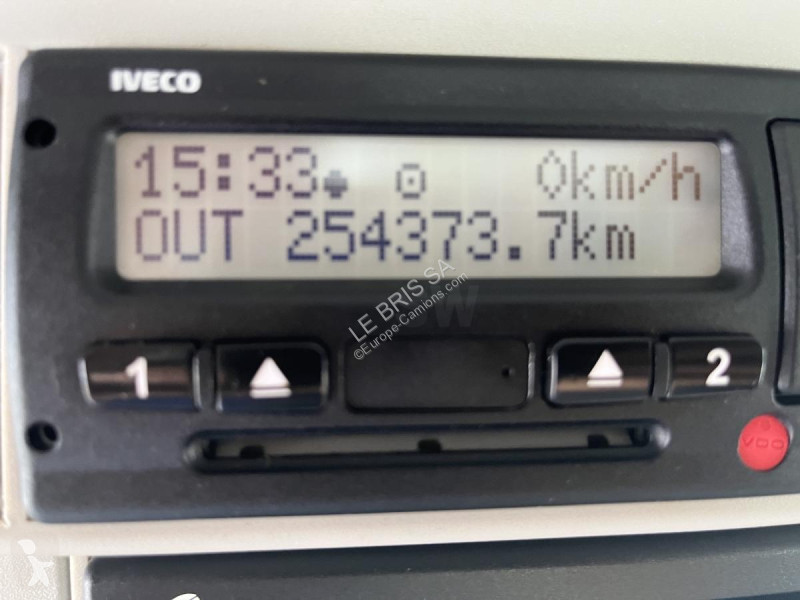 IVECO
15:33 0km/h
OUT 254373.7km
LE BRIS SA
©Europe-Camions.com
1
2
VDO